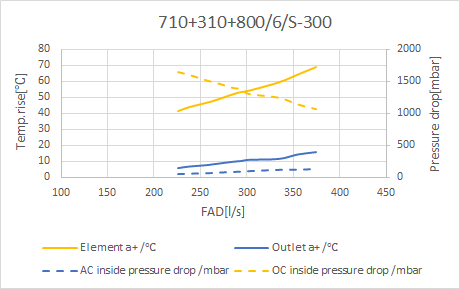 710+310+800/6/S-300
80 2000
70
60 1500
50
40 1000
30
20 500
10
0 0
100 150 200 250 300 350 400 450
Temp.rise[℃]
Pressure drop[mbar]
FAD[l/s]
Element a+ /°C Outlet a+ /°C
AC inside pressure drop /mbar OC inside pressure drop /mbar